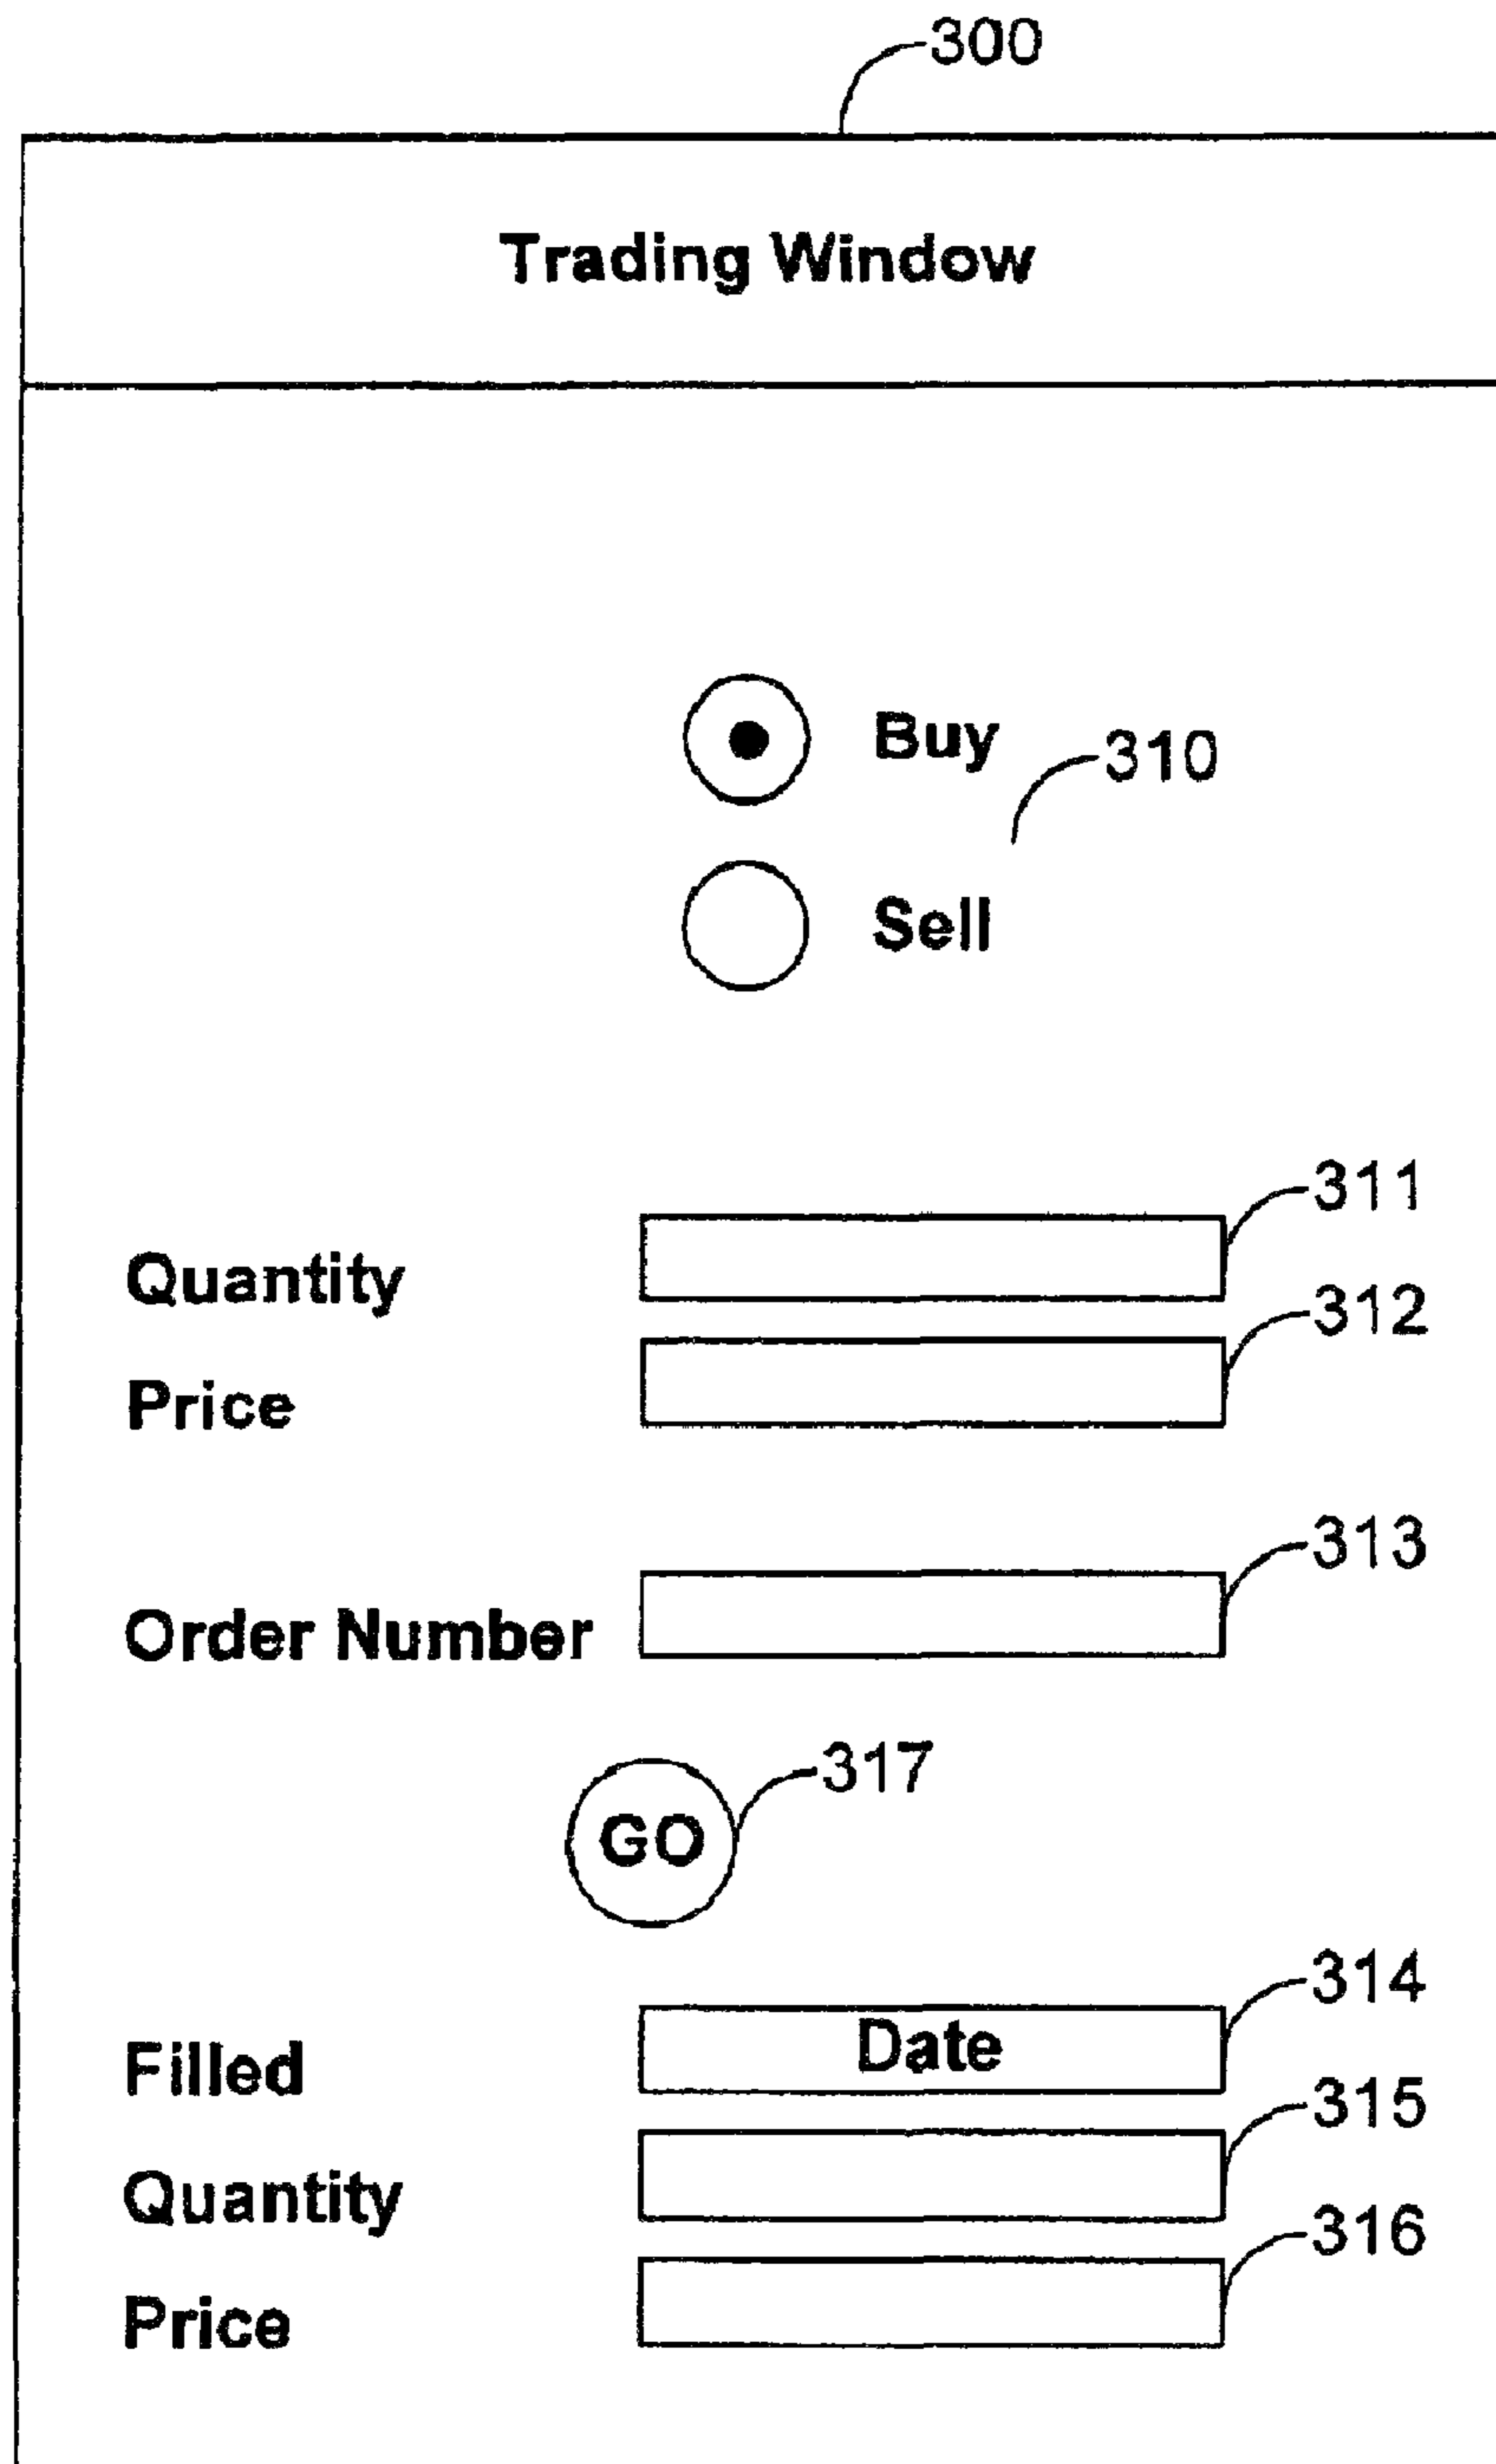 300
Trading Window
Buy
310
Sell
311
Quantity
312
Price
313
Order Number
317
GO
314
Filled Date
315
Quantity
316
Price